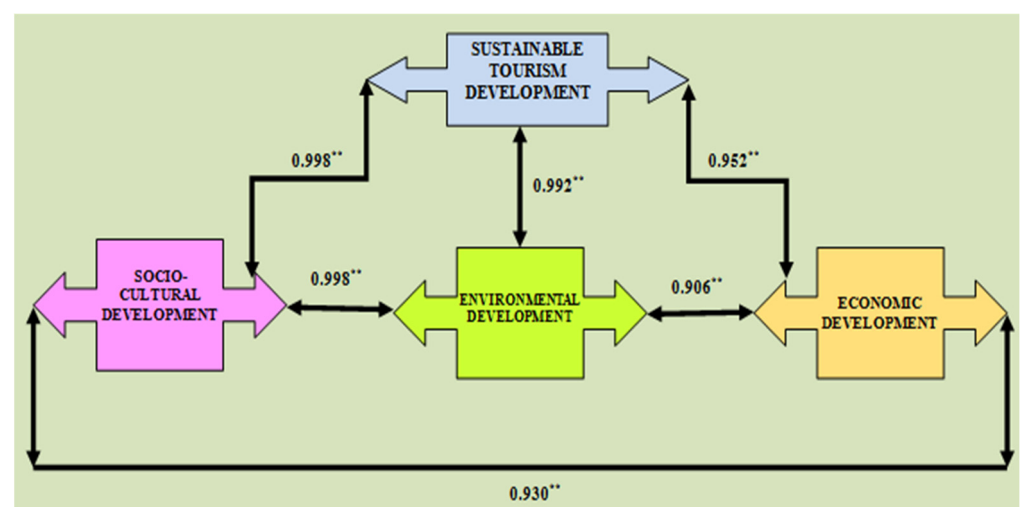 SUSTAINABLE
TOURISM
DEVELOPMENT
0.998**
0.952**
0.992**
SOCIO-
CULTURAL
DEVELOPMENT
0.998**
ENVIRONMENTAL
DEVELOPMENT
0.906**
ECONOMIC
DEVELOPMENT
0.930**